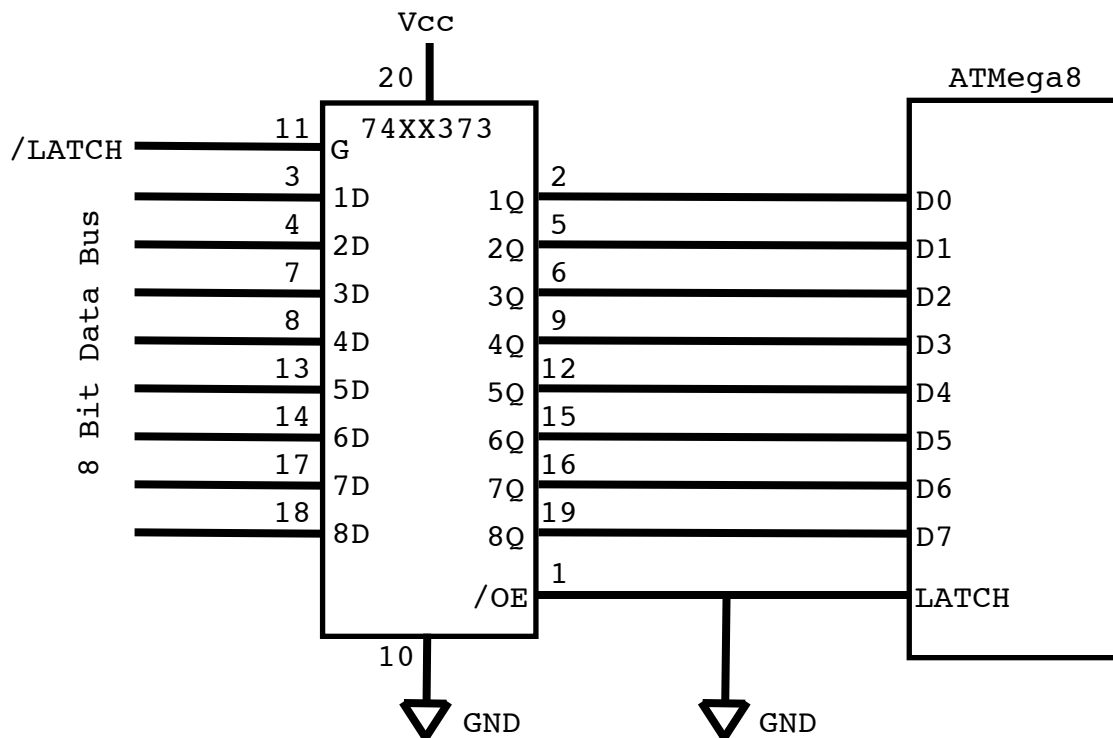 Vcc
20
ATMega8
74XX373
/LATCH
11
G
3
1D
1Q
2
D0
4
2D
2Q
5
D1
7
3D
3Q
6
D2
8
4D
4Q
9
D3
13
5D
5Q
12
D4
14
6D
6Q
15
D5
17
7D
7Q
16
D6
18
8D
8Q
19
D7
8 Bit Data Bus
/OE
1
LATCH
10
GND
GND